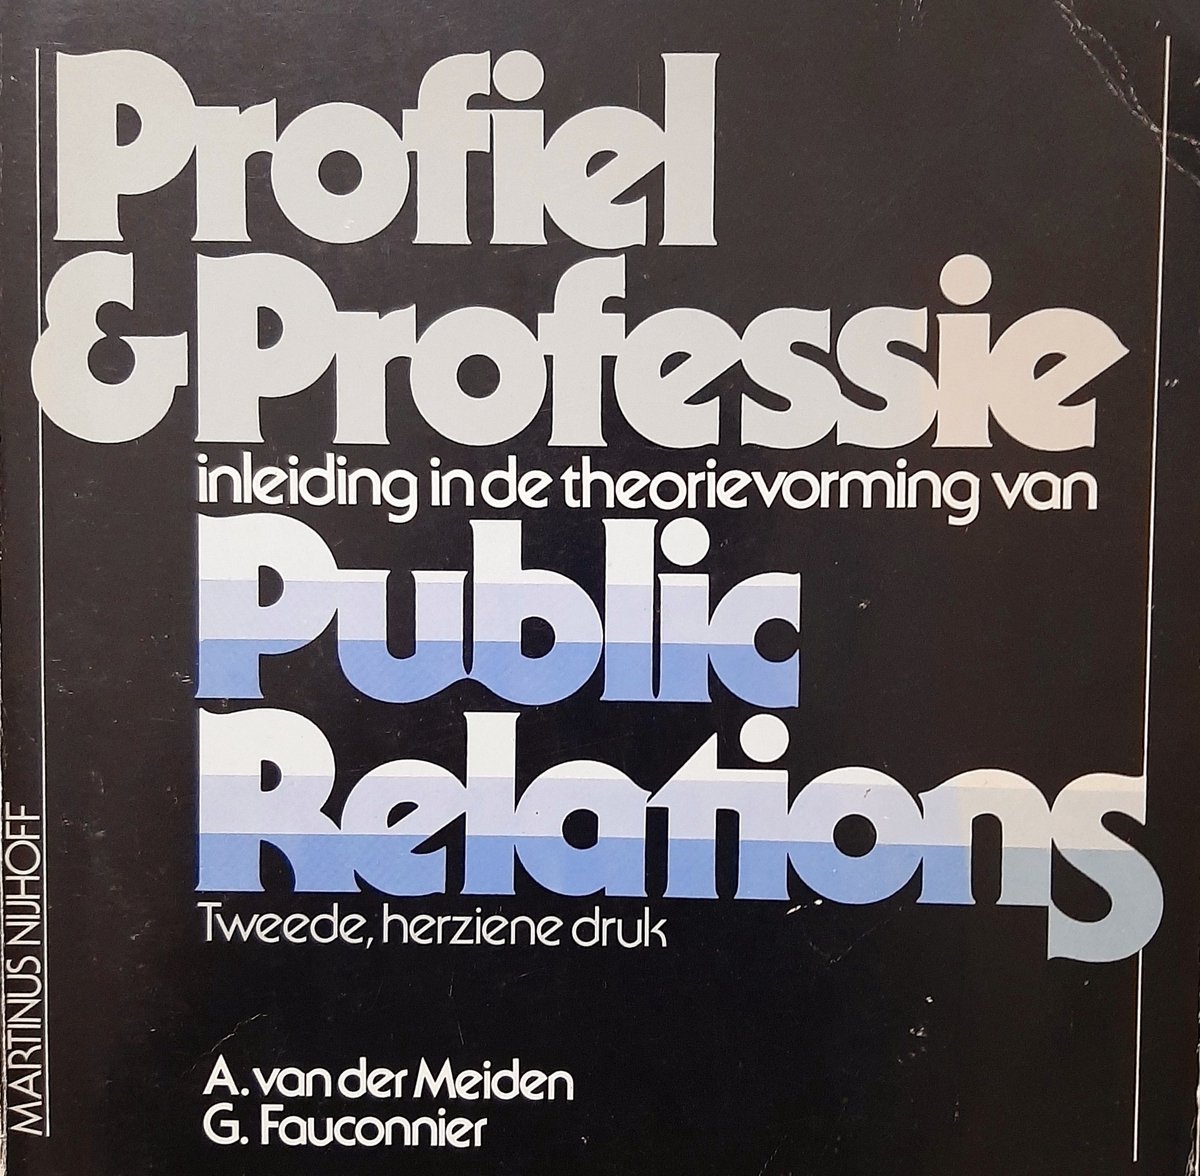 Profiel
& Professie
inleiding in de theorievorming van
Public
Relations
Tweede, herziene druk
A. van der Meiden
G. Fauconnier
MARTINUS NIJHOFF